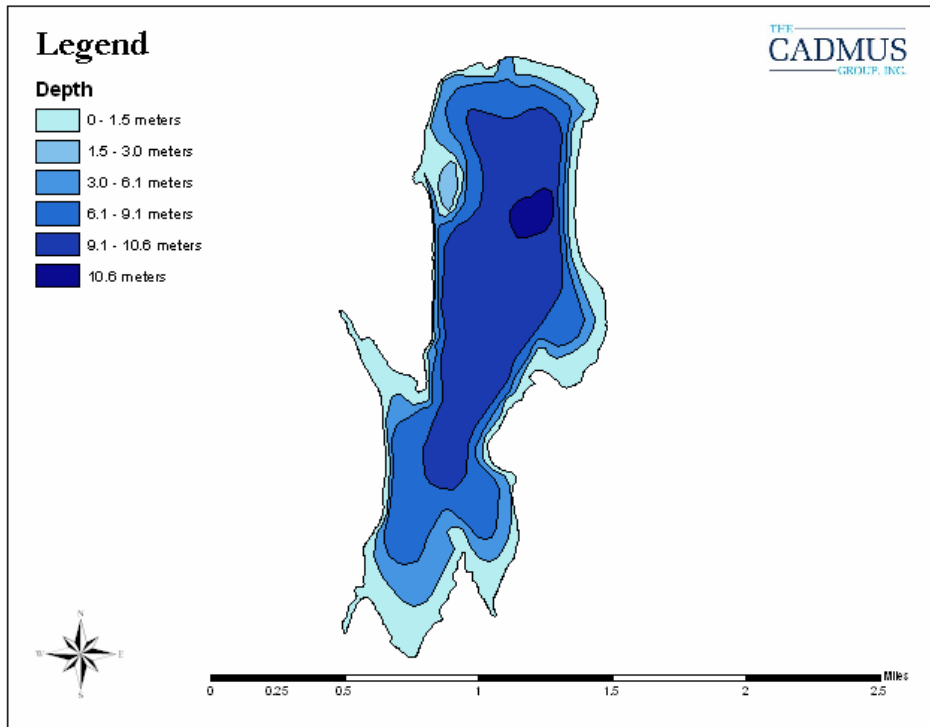 Legend
Depth
0 - 1.5 meters
1.5 - 3.0 meters
3.0 - 6.1 meters
6.1 - 9.1 meters
9.1 - 10.6 meters
10.6 meters
THE
CADMUS
GROUP, INC.
N
W E
S
Miles
0 0.25 0.5 1 1.5 2 2.5